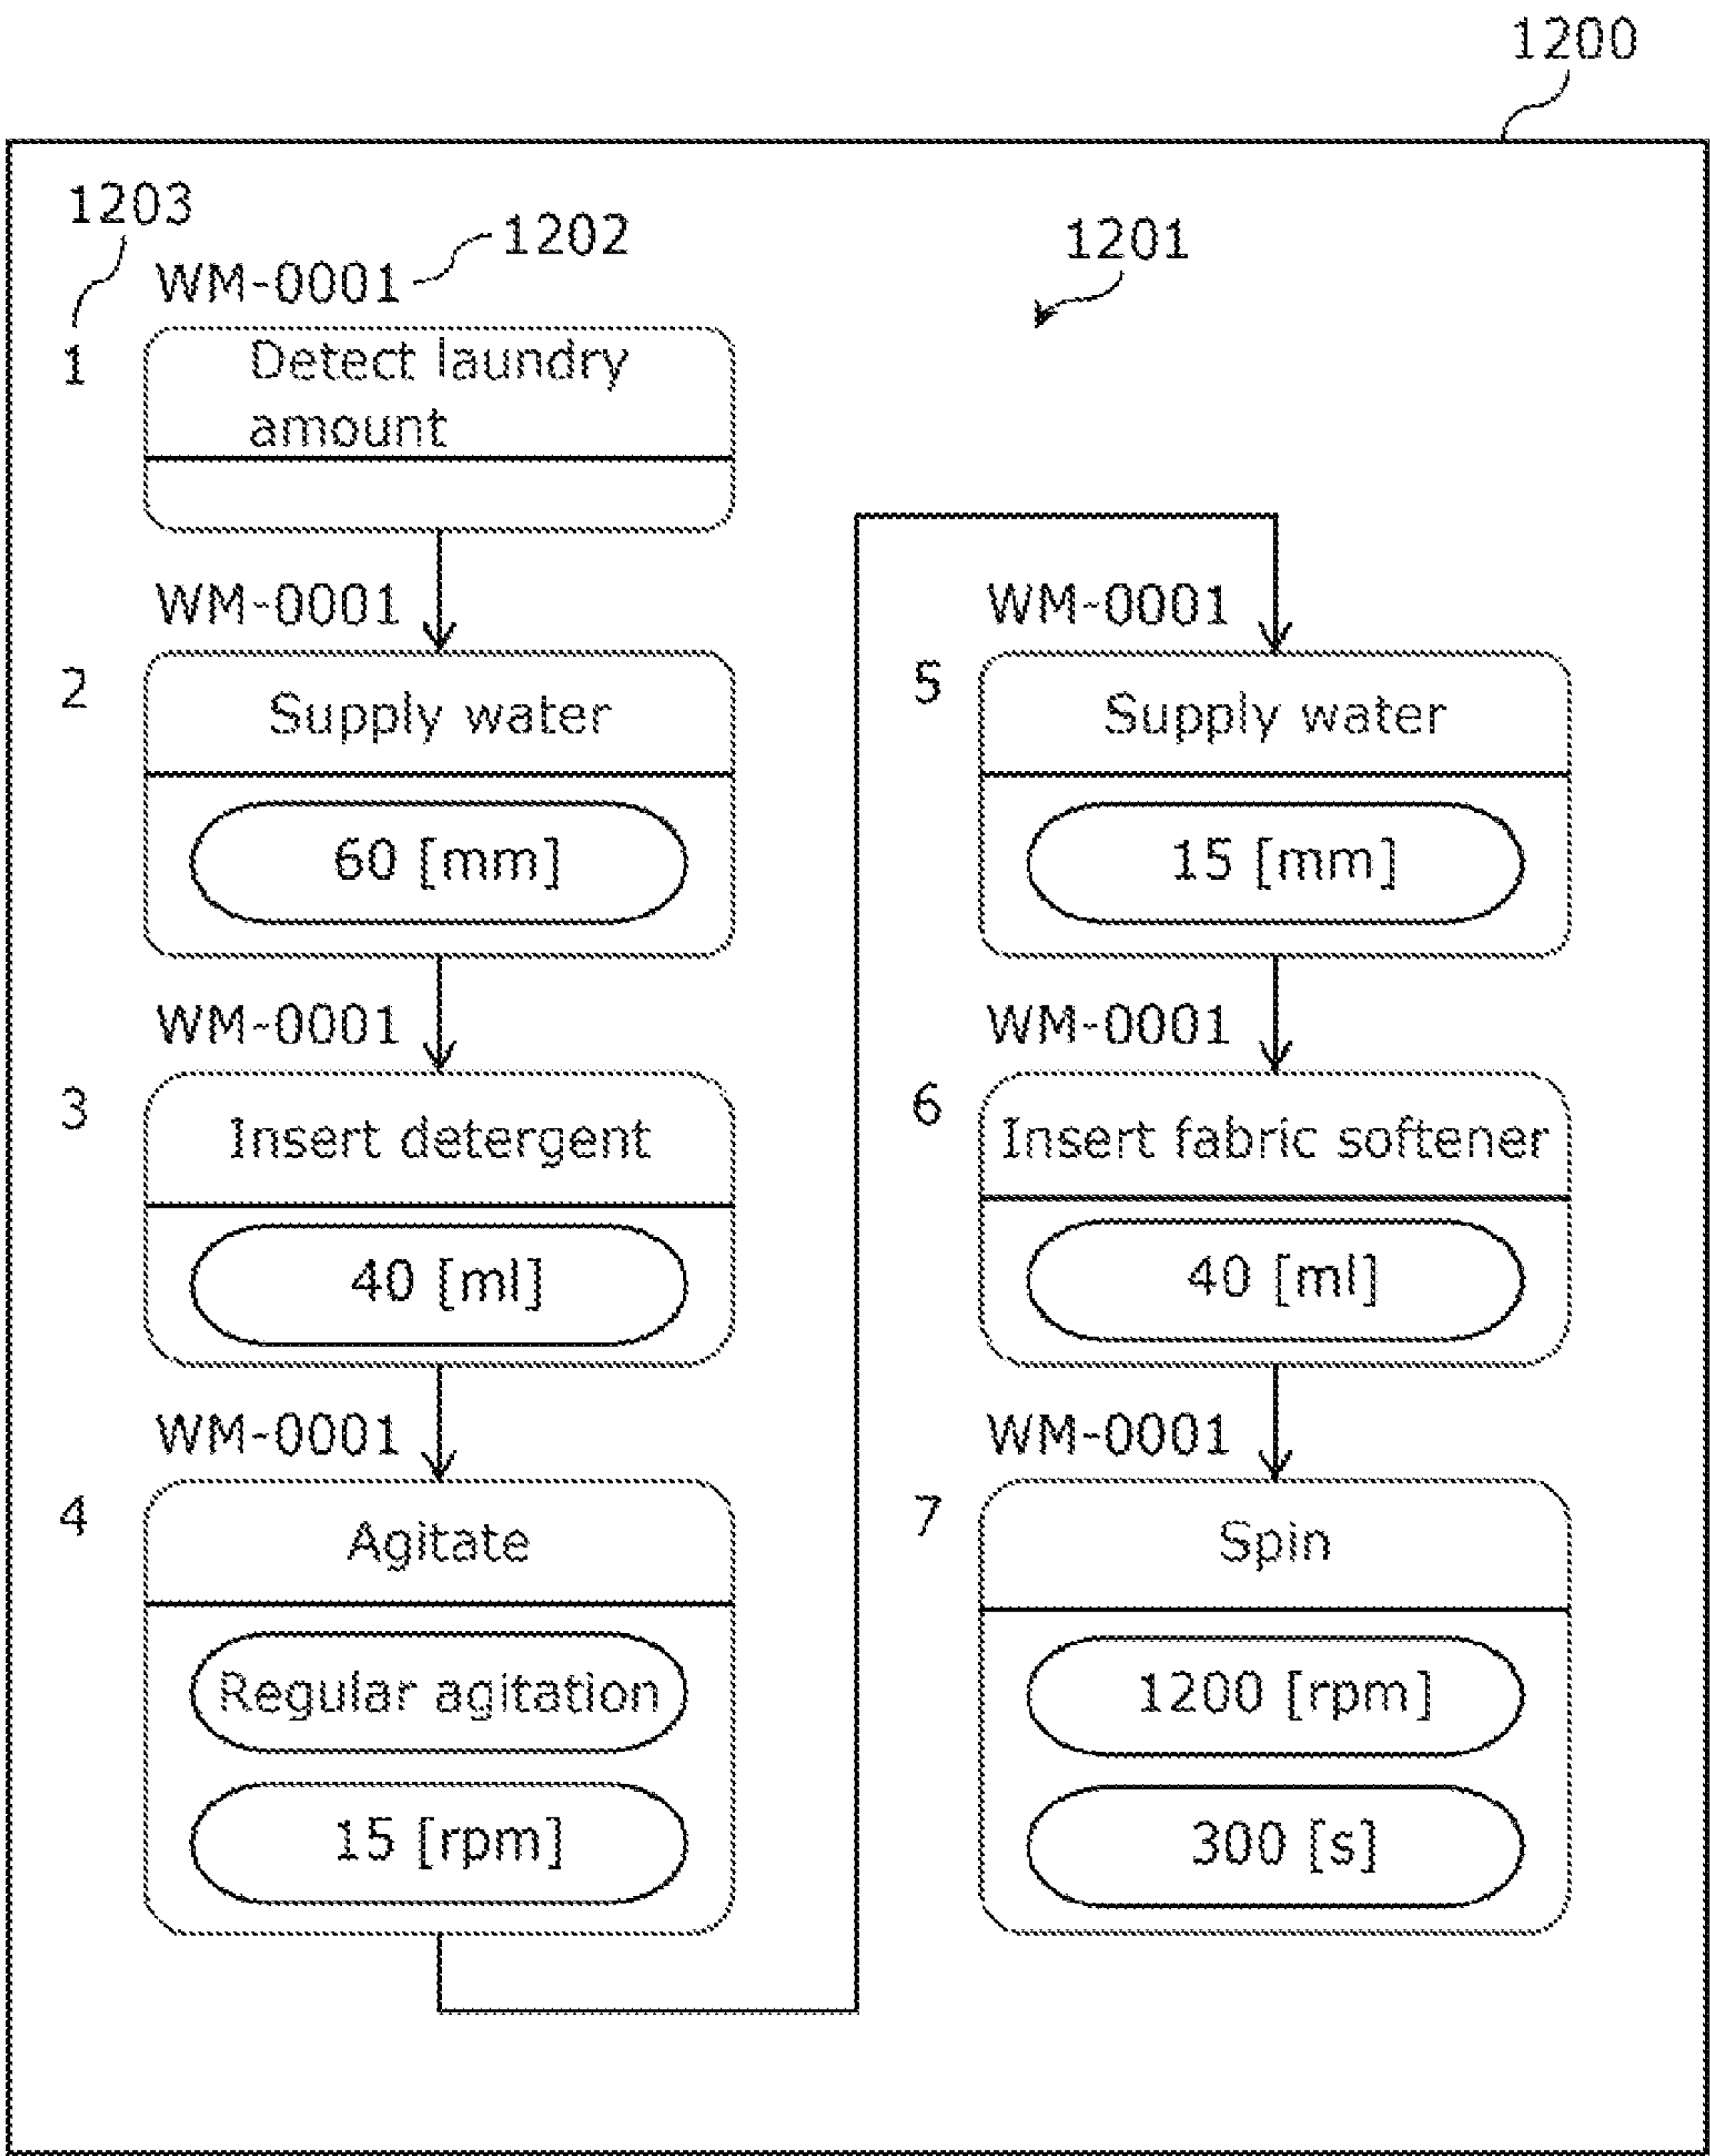 1200
1203
1202
1201
WM-0001
1
Detect laundry
amount
WM-0001
2
Supply water
60 [mm]
WM-0001
3
Insert detergent
40 [ml]
WM-0001
4
Agitate
Regular agitation
15 [rpm]
WM-0001
5
Supply water
15 [mm]
WM-0001
6
Insert fabric softener
40 [ml]
WM-0001
7
Spin
1200 [rpm]
300 [s]